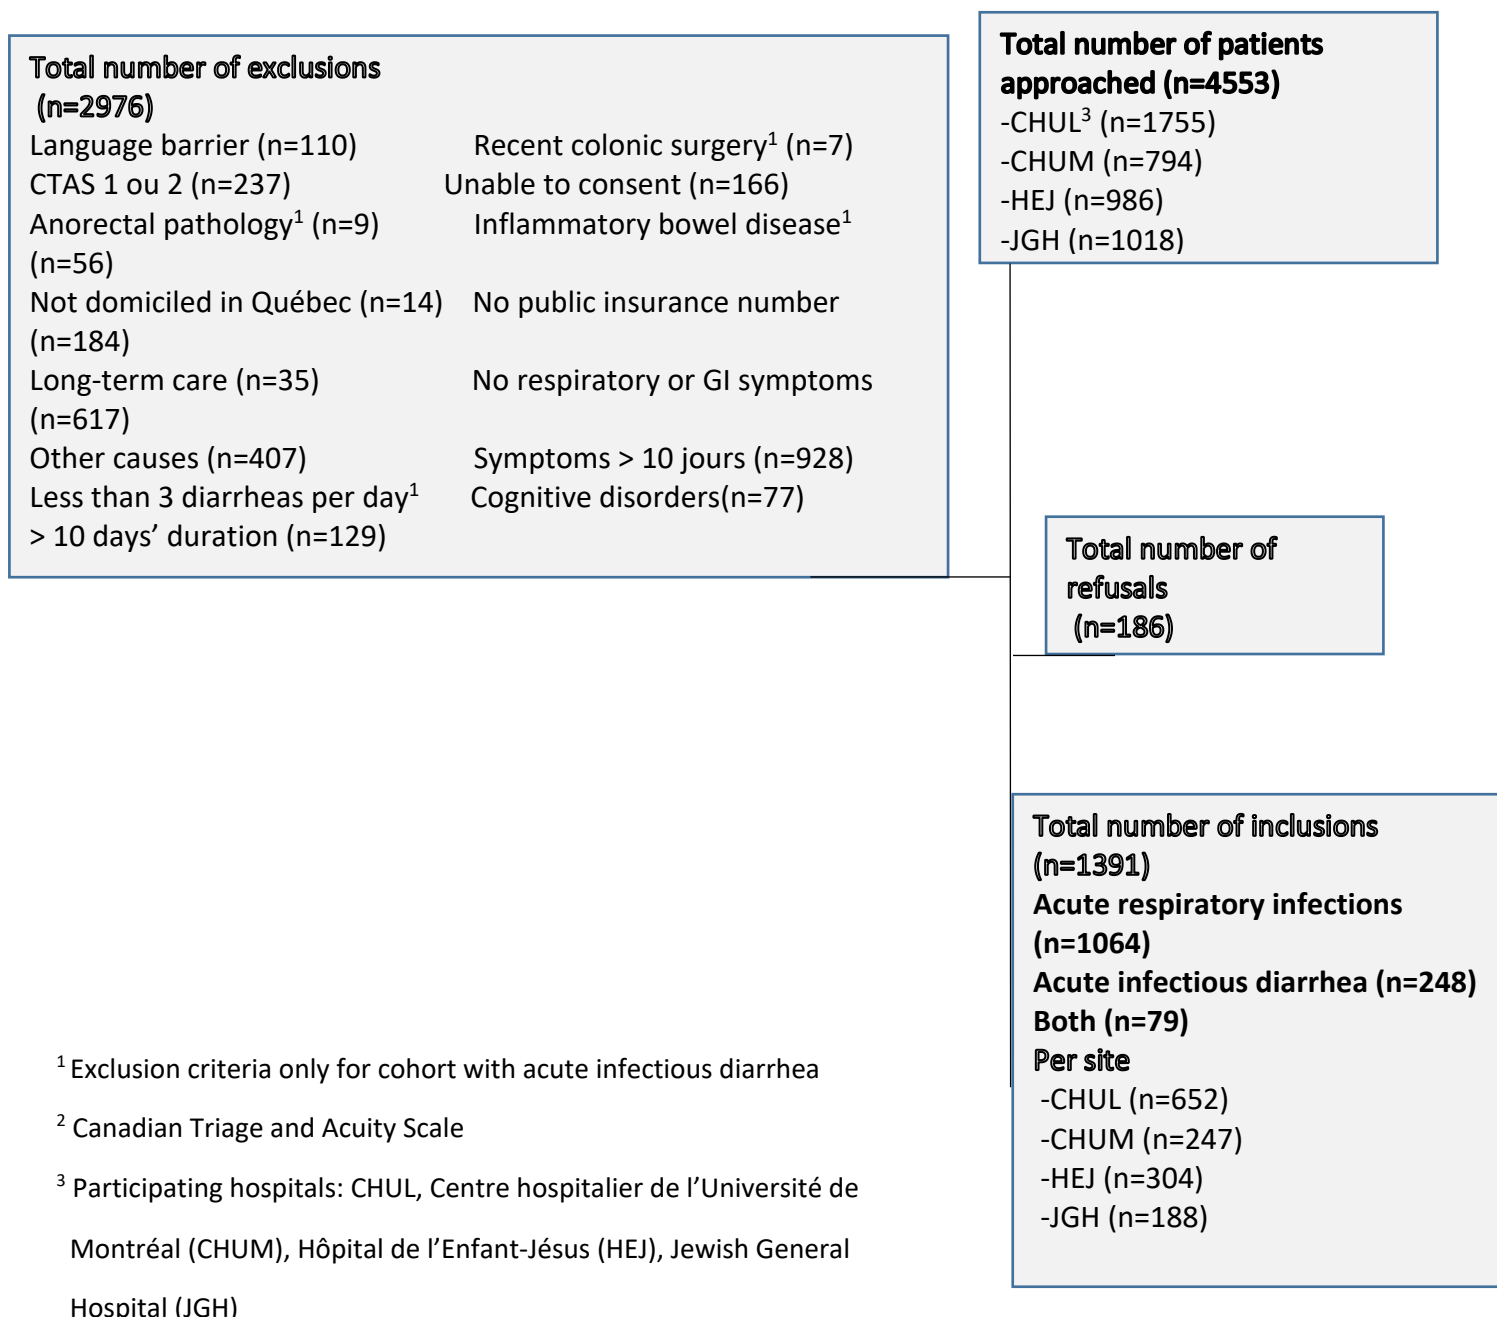 Total number of exclusions
(n=2976)
Language barrier (n=110) Recent colonic surgery¹ (n=7)
CTAS 1 ou 2 (n=237) Unable to consent (n=166)
Anorectal pathology¹ (n=9) Inflammatory bowel disease¹
(n=56)
Not domiciled in Québec (n=14) No public insurance number
(n=184)
Long-term care (n=35) No respiratory or GI symptoms
(n=617)
Other causes (n=407) Symptoms > 10 jours (n=928)
Less than 3 diarrheas per day¹ Cognitive disorders(n=77)
> 10 days’ duration (n=129)
Total number of patients
approached (n=4553)
-CHUL³ (n=1755)
-CHUM (n=794)
-HEJ (n=986)
-JGH (n=1018)
Total number of
refusals
(n=186)
Total number of inclusions
(n=1391)
Acute respiratory infections
(n=1064)
Acute infectious diarrhea (n=248)
Both (n=79)
Per site
-CHUL (n=652)
-CHUM (n=247)
-HEJ (n=304)
-JGH (n=188)
¹ Exclusion criteria only for cohort with acute infectious diarrhea
² Canadian Triage and Acuity Scale
³ Participating hospitals: CHUL, Centre hospitalier de l’Université de
Montréal (CHUM), Hôpital de l’Enfant-Jésus (HEJ), Jewish General
Hospital (JGH)